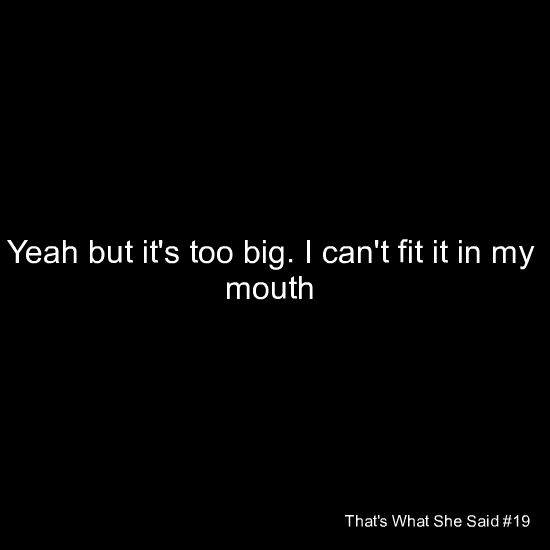 Yeah but it's too big. I can't fit it in my
mouth
That's What She Said #19